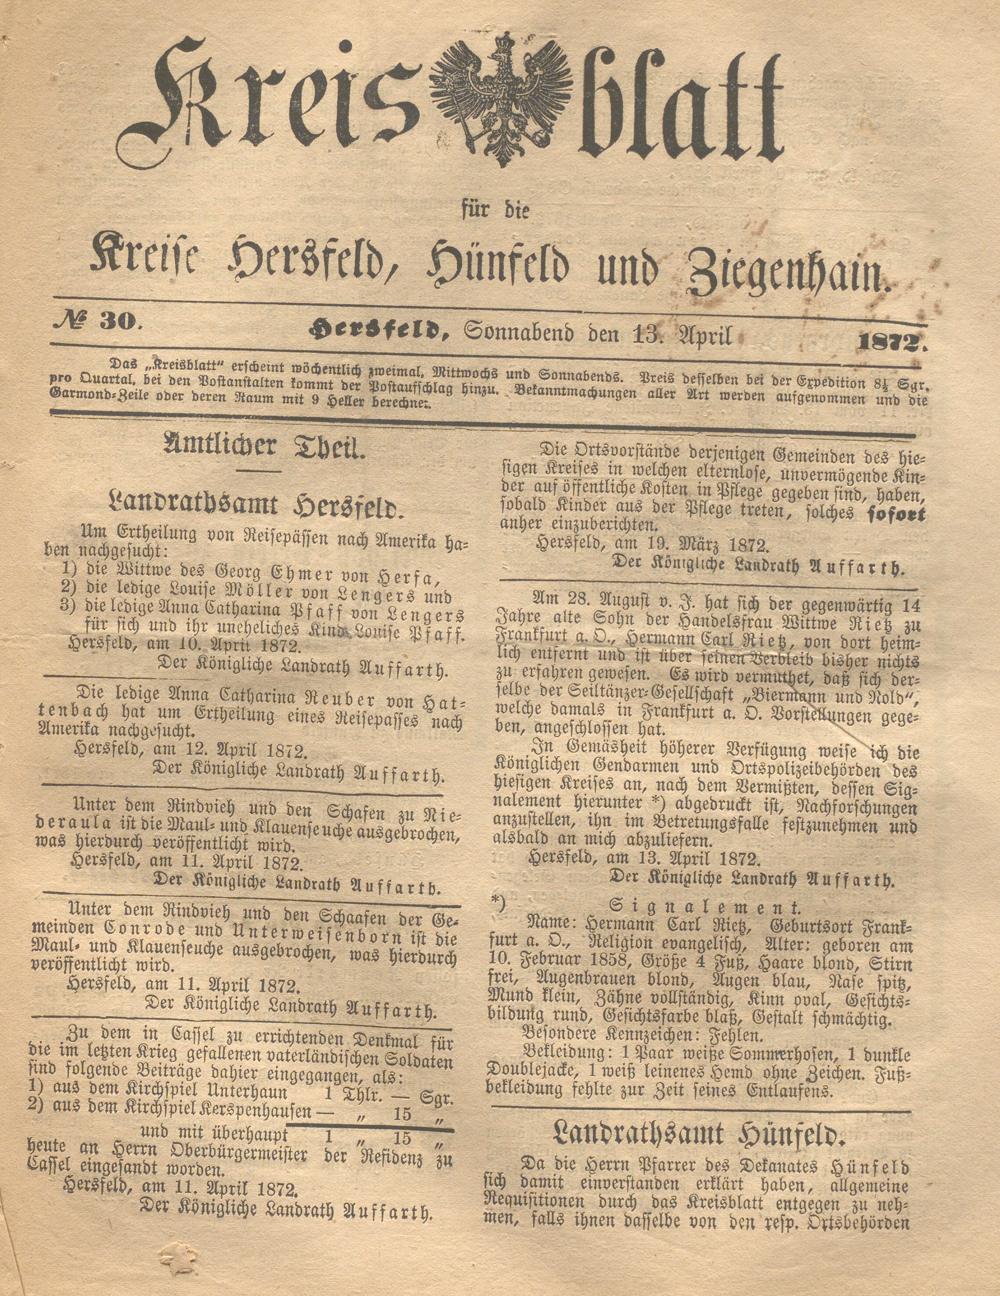 Kreisblatt
für die
Kreise Hersfeld, Hünfeld und Ziegenhain.
№ 30. Hersfeld, Sonnabend den 13. April 1872.
Das „Kreisblatt“ erscheint wöchentlich zweimal, Mittwochs und Sonnabends. Preis desselben bei der Expedition 8½ Sgr.
pro Quartal, bei den Postanstalten kommt der Postaufschlag hinzu. Bekanntmachungen aller Art werden aufgenommen und die
Garmond-Zeile oder deren Raum mit 9 Heller berechnet.
Amtlicher Theil.
Landrathsamt Hersfeld.
Um Ertheilung von Reisepässen nach Amerika ha-
ben nachgesucht:
1) die Wittwe des Georg Ehmer von Herfa,
2) die ledige Louise Möller von Lengers und
3) die ledige Anna Catharina Pfaff von Lengers
für sich und ihr uneheliches Kind Louise Pfaff.
Hersfeld, am 10. April 1872.
Der Königliche Landrath Auffarth.
Die ledige Anna Catharina Reuber von Hat-
tenbach hat um Ertheilung eines Reisepasses nach
Amerika nachgesucht.
Hersfeld, am 12. April 1872.
Der Königliche Landrath Auffarth.
Unter dem Rindvieh und den Schafen zu Nie-
deraula ist die Maul- und Klauenseuche ausgebrochen,
was hierdurch veröffentlicht wird.
Hersfeld, am 11. April 1872.
Der Königliche Landrath Auffarth.
Unter dem Rindvieh und den Schaafen der Ge-
meinden Conrode und Unterweisenborn ist die
Maul- und Klauenseuche ausgebrochen, was hierdurch
veröffentlicht wird.
Hersfeld, am 11. April 1872.
Der Königliche Landrath Auffarth.
Zu dem in Cassel zu errichtenden Denkmal für
die im letzten Krieg gefallenen vaterländischen Soldaten
sind folgende Beiträge dahier eingegangen, als:
1) aus dem Kirchspiel Unterhaun 1 Thlr. — Sgr.
2) aus dem Kirchspiel Kerspenhausen — „ 15 „
und mit überhaupt 1 „ 15 „
heute an Herrn Oberbürgermeister der Residenz zu
Cassel eingesandt worden.
Hersfeld, am 11. April 1872.
Der Königliche Landrath Auffarth.
Die Ortsvorstände derjenigen Gemeinden des hie-
sigen Kreises in welchen elternlose, unvermögende Kin-
der auf öffentliche Kosten in Pflege gegeben sind, haben,
sobald Kinder aus der Pflege treten, solches sofort
anher einzuberichten.
Hersfeld, am 19. März 1872.
Der Königliche Landrath Auffarth.
Am 28. August v. J. hat sich der gegenwärtig 14
Jahre alte Sohn der Handelsfrau Wittwe Rietz zu
Frankfurt a. O., Hermann Carl Rietz, von dort heim-
lich entfernt und ist über seinen Verbleib bisher nichts
zu erfahren gewesen. Es wird vermuthet, daß sich der-
selbe der Seiltänzer-Gesellschaft „Biermann und Nold“,
welche damals in Frankfurt a. O. Vorstellungen gege-
ben, angeschlossen hat.
In Gemäsheit höherer Verfügung weise ich die
Königlichen Gendarmen und Ortspolizeibehörden des
hiesigen Kreises an, nach dem Vermißten, dessen Sig-
nalement hierunter *) abgedruckt ist, Nachforschungen
anzustellen, ihn im Betretungsfalle festzunehmen und
alsbald an mich abzuliefern.
Hersfeld, am 13. April 1872.
Der Königliche Landrath Auffarth.
*) Signalement.
Name: Hermann Carl Rietz, Geburtsort Frank-
furt a. O., Religion evangelisch, Alter: geboren am
10. Februar 1858, Größe 4 Fuß, Haare blond, Stirn
frei, Augenbrauen blond, Augen blau, Nase spitz,
Mund klein, Zähne vollständig, Kinn oval, Gesichts-
bildung rund, Gesichtsfarbe blaß, Gestalt schmächtig.
Besondere Kennzeichen: Fehlen.
Bekleidung: 1 Paar weiße Sommerhosen, 1 dunkle
Doublejacke, 1 weiß leinenes Hemd ohne Zeichen. Fuß-
bekleidung fehlte zur Zeit seines Entlaufens.
Landrathsamt Hünfeld.
Da die Herrn Pfarrer des Dekanates Hünfeld
sich damit einverstanden erklärt haben, allgemeine
Requisitionen durch das Kreisblatt entgegen zu neh-
men, falls ihnen dasselbe von den resp. Ortsbehörden